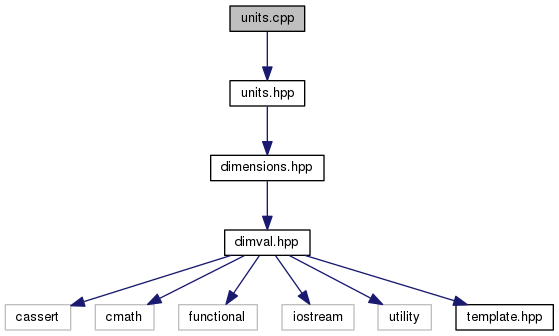 units.cpp
units.hpp
dimensions.hpp
dimval.hpp
cassert
cmath
functional
iostream
utility
template.hpp